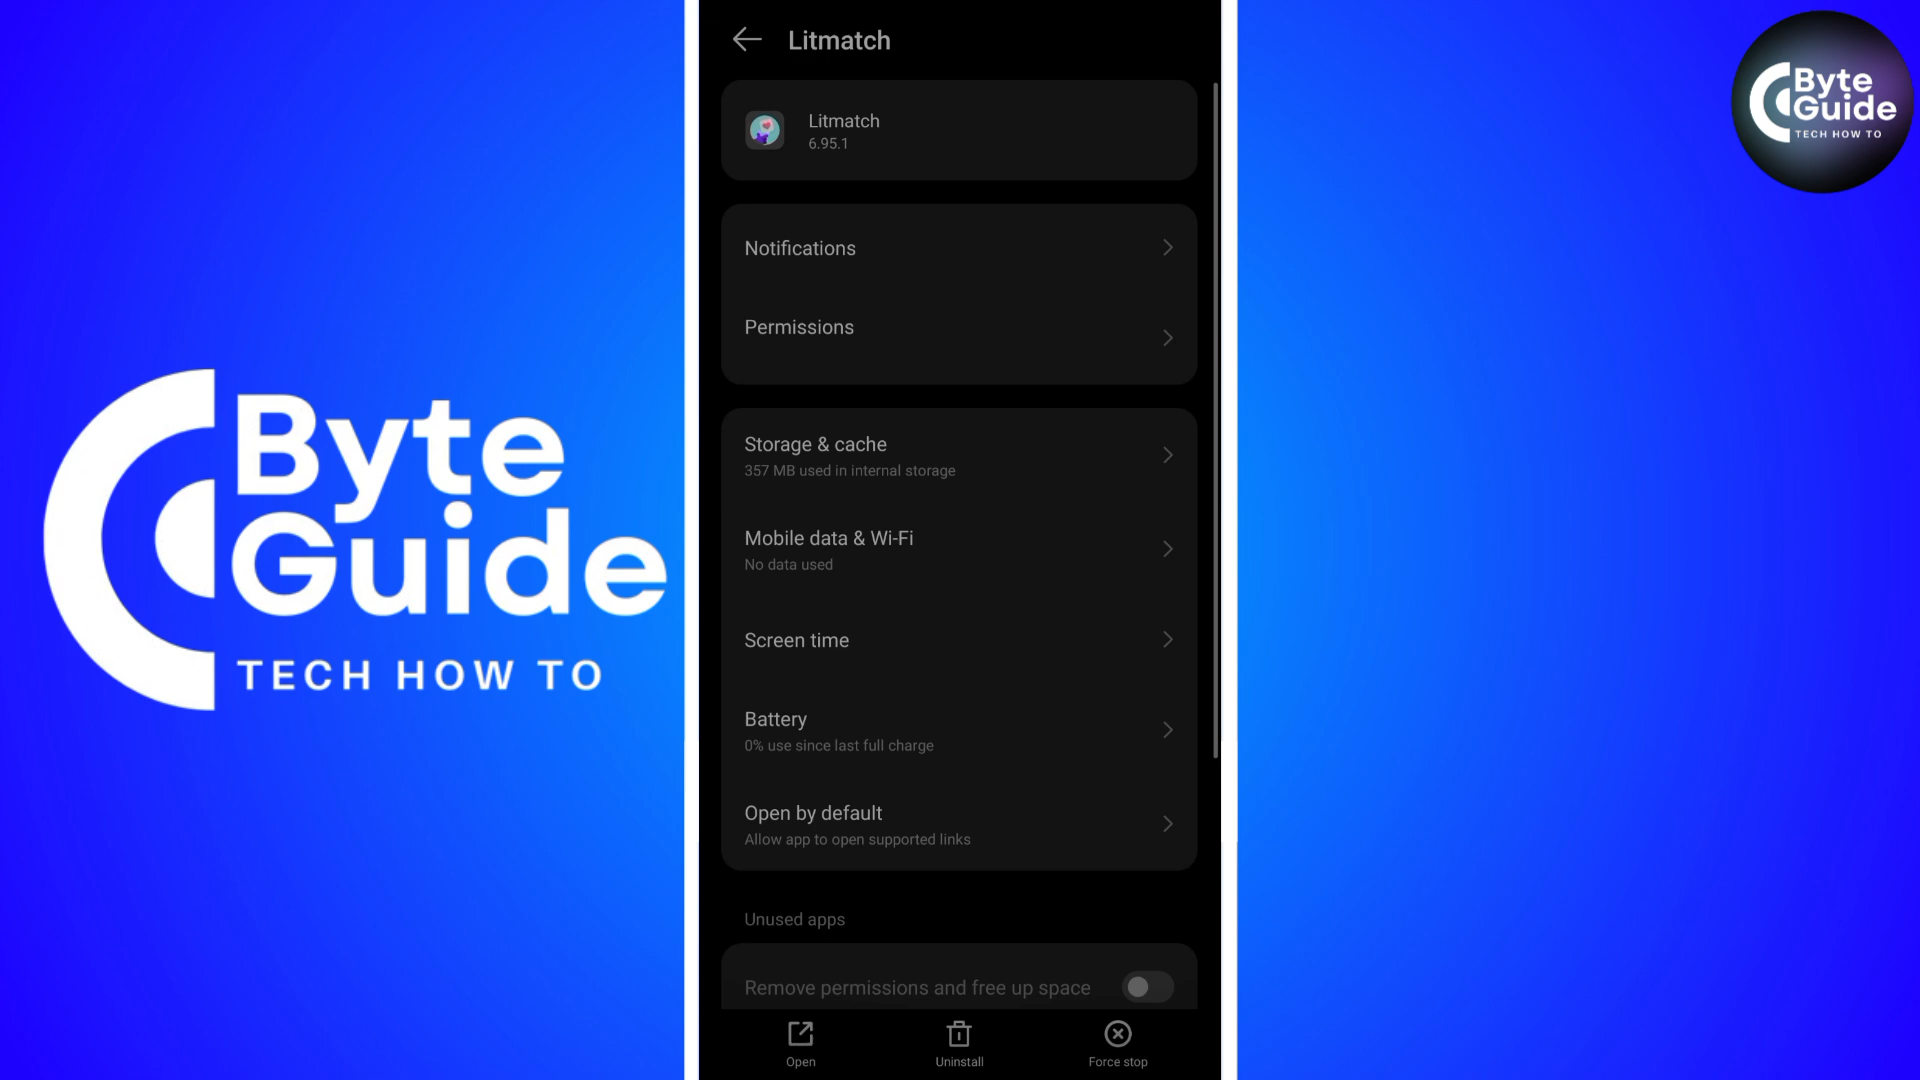 Byte
Guide
TECH HOW TO
Litmatch
Litmatch
6.95.1
Notifications
Permissions
Storage & cache
357 MB used in internal storage
Mobile data & Wi-Fi
No data used
Screen time
Battery
0% use since last full charge
Open by default
Allow app to open supported links
Unused apps
Remove permissions and free up space
Open
Uninstall
Force stop
Byte
Guide
TECH HOW TO